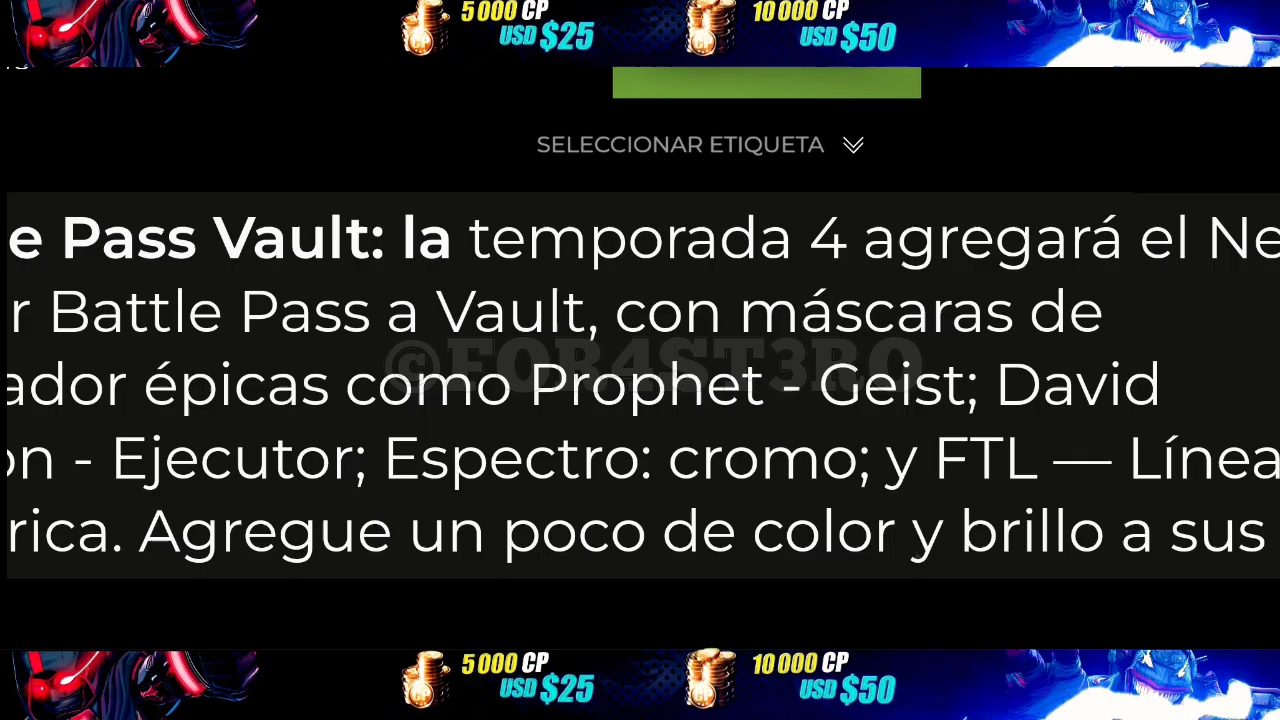 5 000 CP
USD $25
10 000 CP
USD $50
SELECCIONAR ETIQUETA
e Pass Vault: la temporada 4 agregará el Ne
r Battle Pass a Vault, con máscaras de
ador épicas como Prophet - Geist; David
on - Ejecutor; Espectro: cromo; y FTL — Línea
rica. Agregue un poco de color y brillo a sus
@FOR4ST3RO
5 000 CP
USD $25
10 000 CP
USD $50